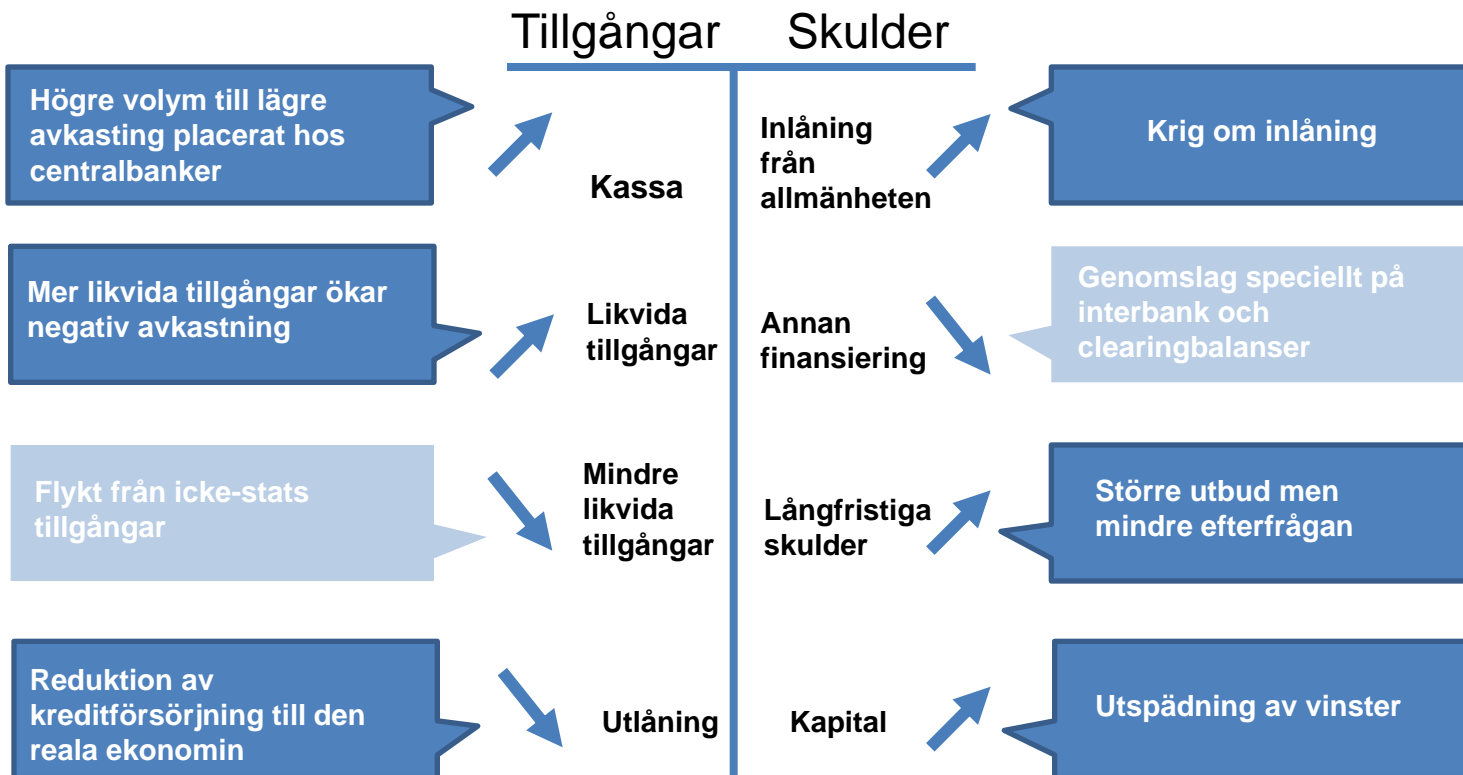 Tillgångar Skulder
Högre volym till lägre
avkasting placerat hos
centralbanker
Kassa
Inlåning
från
allmänheten
Krig om inlåning
Mer likvida tillgångar ökar
negativ avkastning
Likvida
tillgångar
Annan
finansiering
Genomslag speciellt på
interbank och
clearingbalanser
Flykt från icke-stats
tillgångar
Mindre
likvida
tillgångar
Långfristiga
skulder
Större utbud men
mindre efterfrågan
Reduktion av
kreditförsörjning till den
reala ekonomin
Utlåning
Kapital
Utspädning av vinster